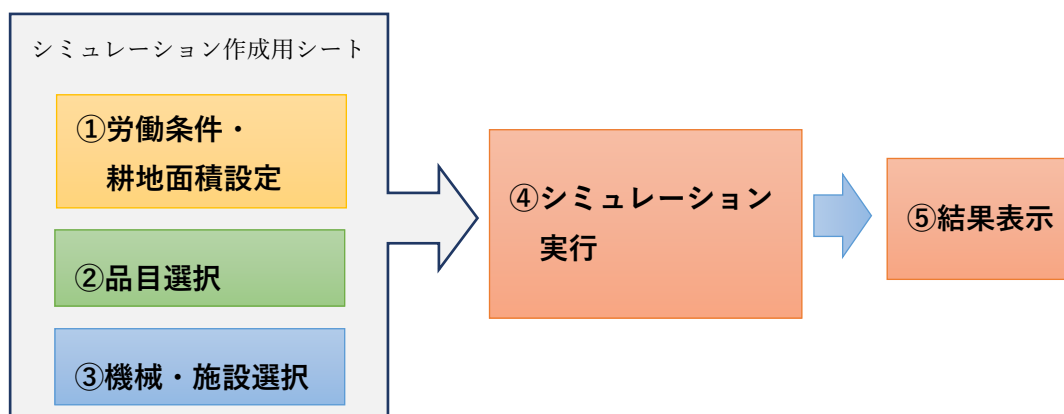 シミュレーション作成用シート
①労働条件・
耕地面積設定
②品目選択
③機械・施設選択
④シミュレーション
実行
⑤結果表示